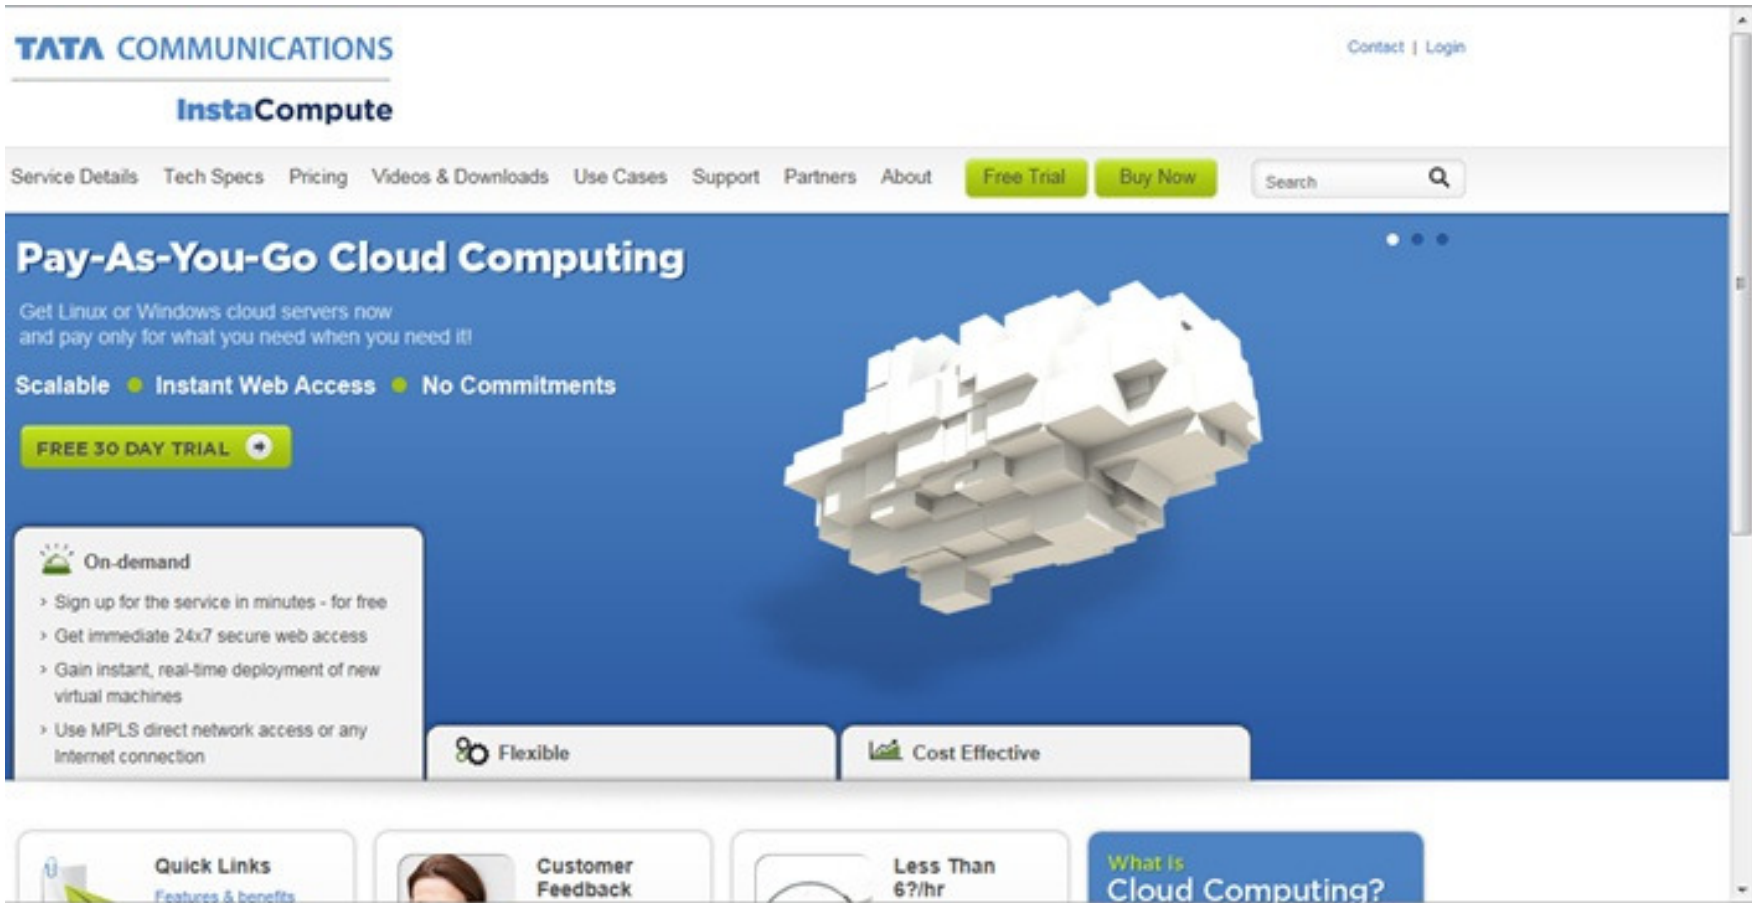 TATA COMMUNICATIONS
InstaCompute
Contact | Login
Service Details Tech Specs Pricing Videos & Downloads Use Cases Support Partners About Free Trial Buy Now Search
Pay-As-You-Go Cloud Computing
Get Linux or Windows cloud servers now
and pay only for what you need when you need it!
Scalable • Instant Web Access • No Commitments
FREE 30 DAY TRIAL
On-demand
› Sign up for the service in minutes - for free
› Get immediate 24x7 secure web access
› Gain instant, real-time deployment of new
virtual machines
› Use MPLS direct network access or any
Internet connection
Flexible
Cost Effective
Quick Links
Features & benefits
Customer
Feedback
Less Than
6?/hr
What is
Cloud Computing?